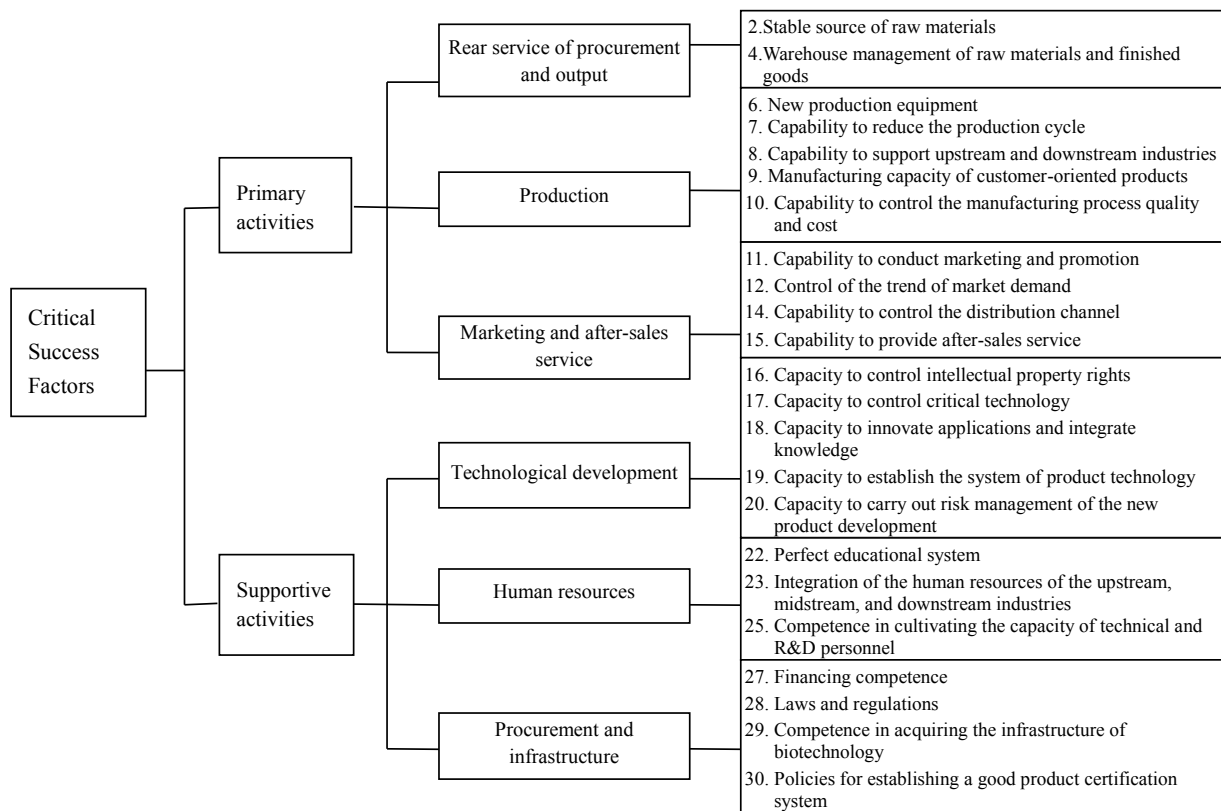 Critical
Success
Factors
Primary
activities
Supportive
activities
Rear service of procurement
and output
Production
Marketing and after-sales
service
Technological development
Human resources
Procurement and
infrastructure
2.Stable source of raw materials
4.Warehouse management of raw materials and finished
goods
6. New production equipment
7. Capability to reduce the production cycle
8. Capability to support upstream and downstream industries
9. Manufacturing capacity of customer-oriented products
10. Capability to control the manufacturing process quality
and cost
11. Capability to conduct marketing and promotion
12. Control of the trend of market demand
14. Capability to control the distribution channel
15. Capability to provide after-sales service
16. Capacity to control intellectual property rights
17. Capacity to control critical technology
18. Capacity to innovate applications and integrate
knowledge
19. Capacity to establish the system of product technology
20. Capacity to carry out risk management of the new
product development
22. Perfect educational system
23. Integration of the human resources of the upstream,
midstream, and downstream industries
25. Competence in cultivating the capacity of technical and
R&D personnel
27. Financing competence
28. Laws and regulations
29. Competence in acquiring the infrastructure of
biotechnology
30. Policies for establishing a good product certification
system